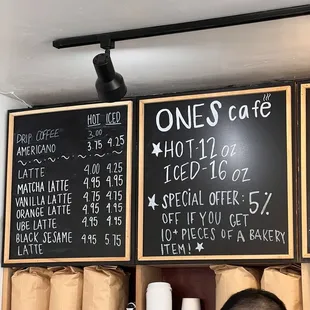 HOT ICED
DRIP COFFEE 3.00
AMERICANO 3.75 4.25
LATTE 4.00 4.25
MATCHA LATTE 4.95 4.95
VANILLA LATTE 4.75 4.75
ORANGE LATTE 4.95 4.95
UBE LATTE 4.95 4.95
BLACK SESAME 4.95 5.75
LATTE
ONES café
HOT-12 oz
ICED-16 oz
SPECIAL OFFER: 5%
OFF IF YOU GET
10+ PIECES OF A BAKERY
ITEM!